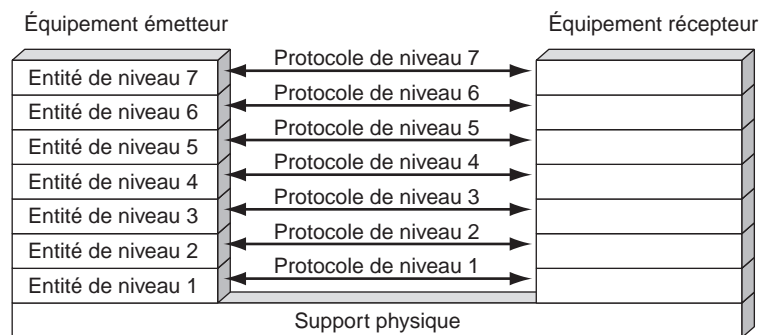 Équipement émetteur
Équipement récepteur
Entité de niveau 7
Protocole de niveau 7
Entité de niveau 6
Protocole de niveau 6
Entité de niveau 5
Protocole de niveau 5
Entité de niveau 4
Protocole de niveau 4
Entité de niveau 3
Protocole de niveau 3
Entité de niveau 2
Protocole de niveau 2
Entité de niveau 1
Protocole de niveau 1
Support physique